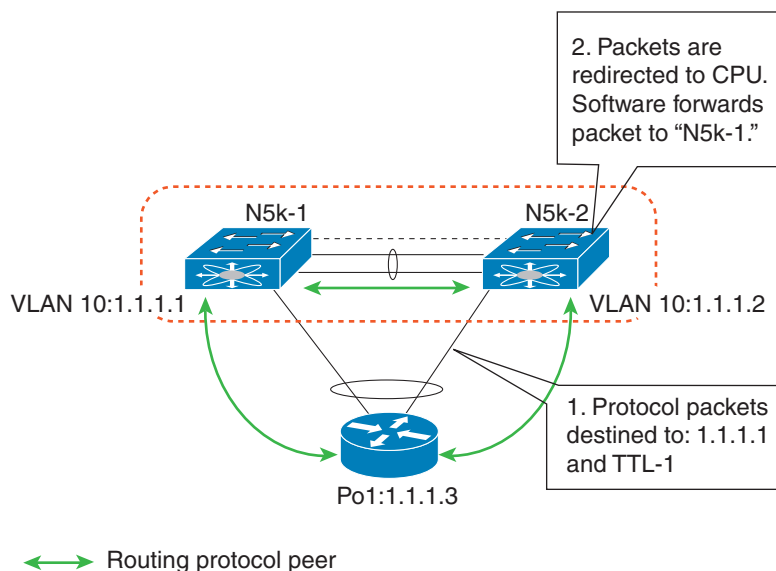 2. Packets are
redirected to CPU.
Software forwards
packet to “N5k-1.”
N5k-1
N5k-2
VLAN 10:1.1.1.1
VLAN 10:1.1.1.2
1. Protocol packets
destined to: 1.1.1.1
and TTL-1
Po1:1.1.1.3
Routing protocol peer